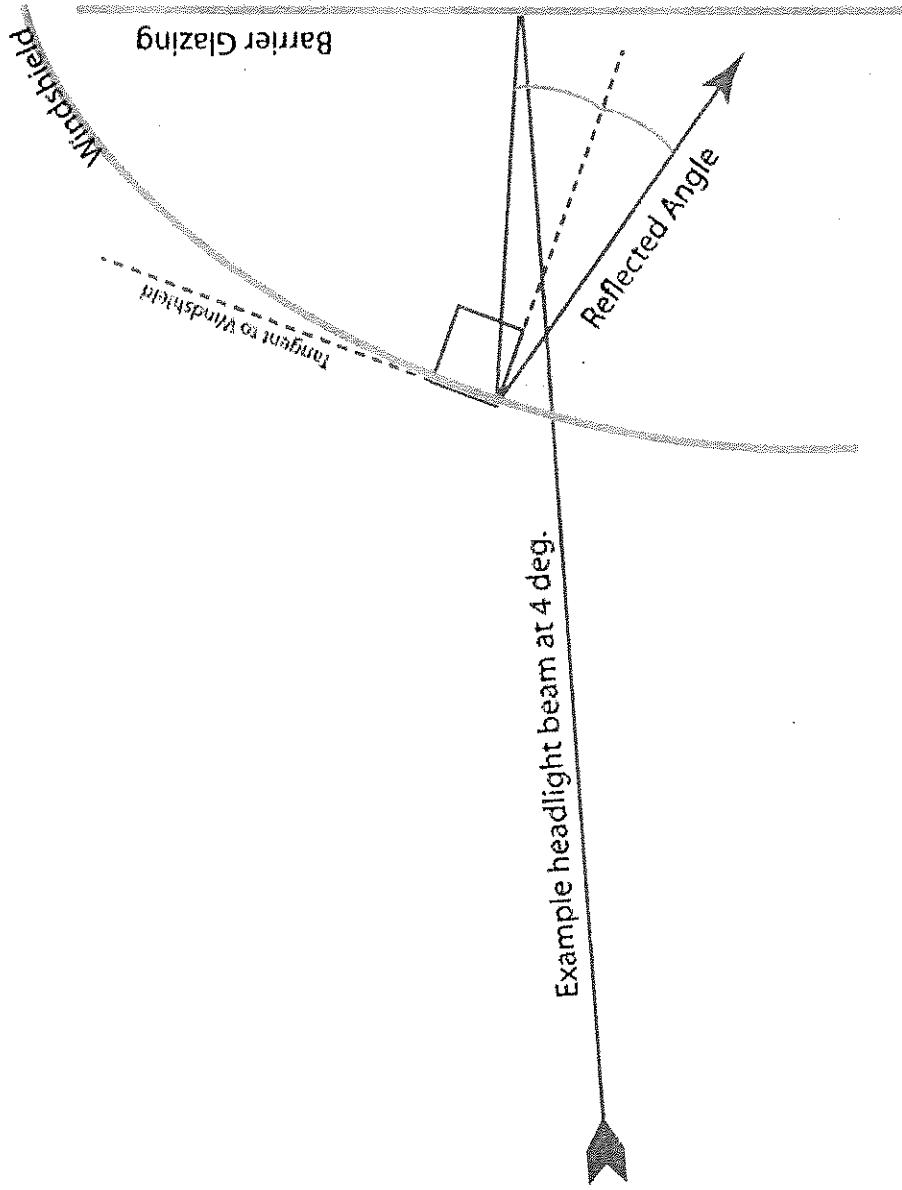 Windshield
Barrier Glazing
Tangent to Windshield
Reflected Angle
Example headlight beam at 4 deg.